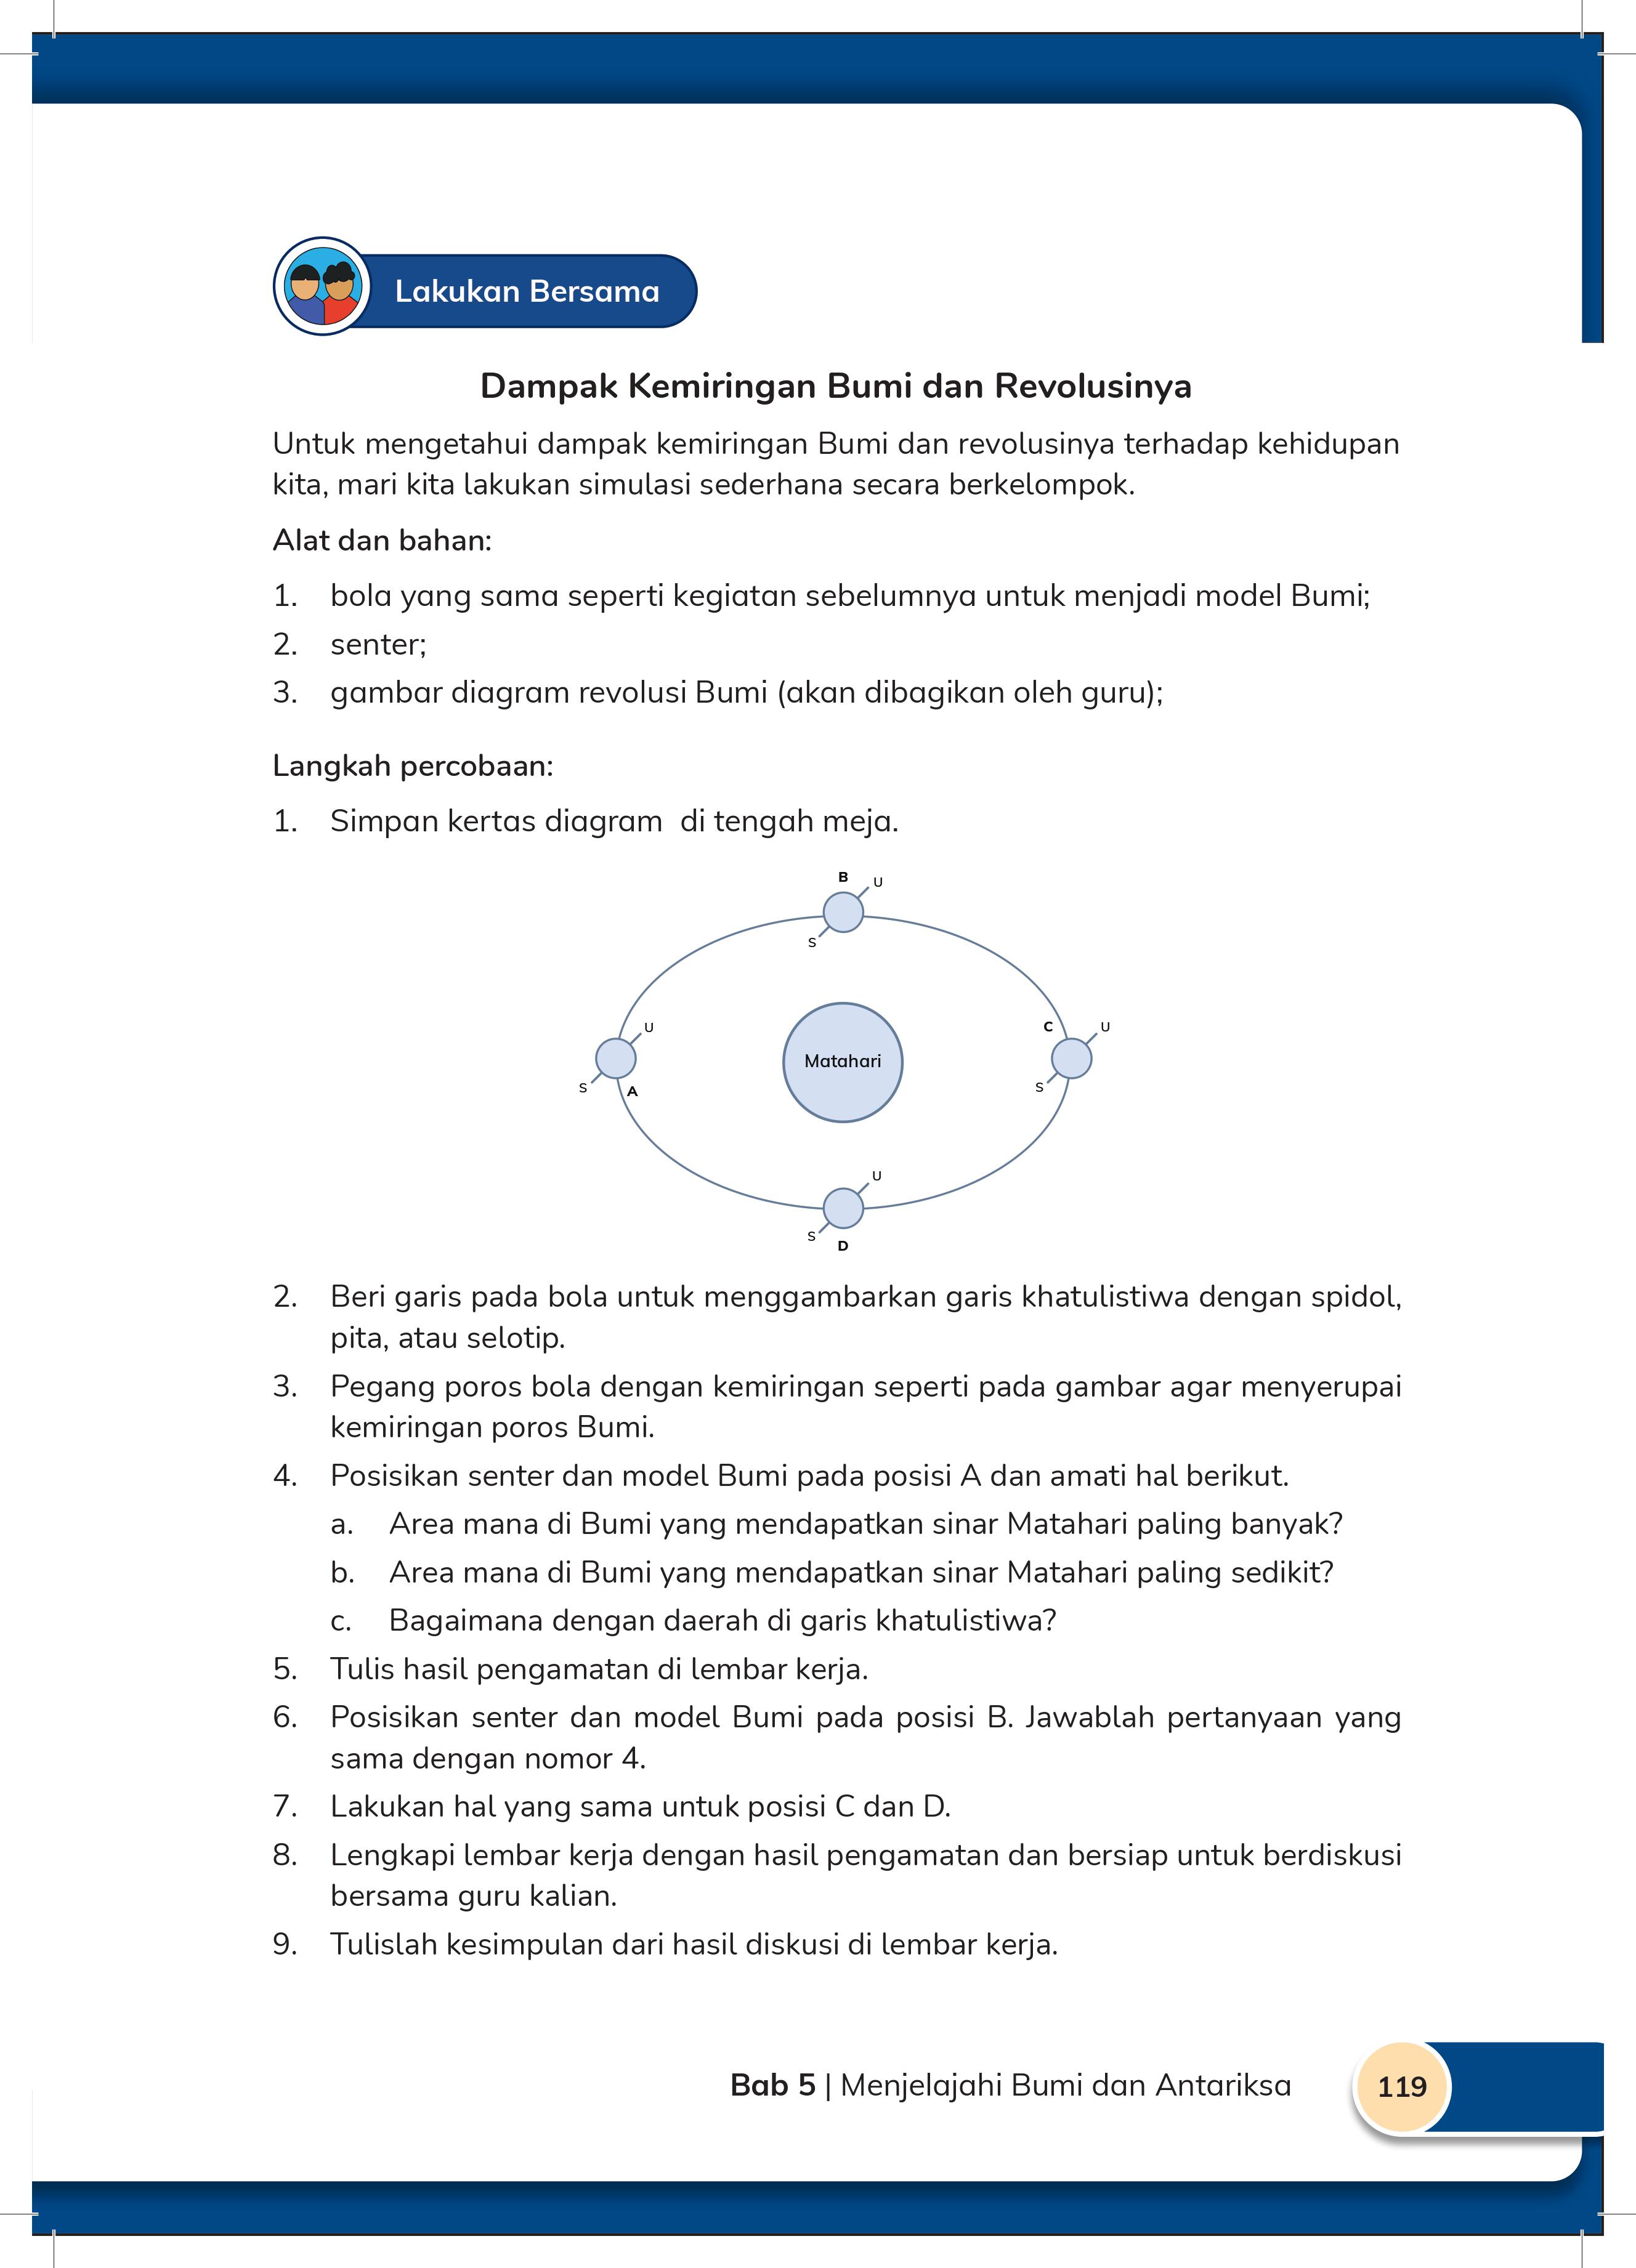 Lakukan Bersama
Dampak Kemiringan Bumi dan Revolusinya
Untuk mengetahui dampak kemiringan Bumi dan revolusinya terhadap kehidupan
kita, mari kita lakukan simulasi sederhana secara berkelompok.
Alat dan bahan:
1. bola yang sama seperti kegiatan sebelumnya untuk menjadi model Bumi;
2. senter;
3. gambar diagram revolusi Bumi (akan dibagikan oleh guru);
Langkah percobaan:
1. Simpan kertas diagram di tengah meja.
B
U
S
U
S
A
Matahari
C
U
S
U
S
D
2. Beri garis pada bola untuk menggambarkan garis khatulistiwa dengan spidol,
pita, atau selotip.
3. Pegang poros bola dengan kemiringan seperti pada gambar agar menyerupai
kemiringan poros Bumi.
4. Posisikan senter dan model Bumi pada posisi A dan amati hal berikut.
a. Area mana di Bumi yang mendapatkan sinar Matahari paling banyak?
b. Area mana di Bumi yang mendapatkan sinar Matahari paling sedikit?
c. Bagaimana dengan daerah di garis khatulistiwa?
5. Tulis hasil pengamatan di lembar kerja.
6. Posisikan senter dan model Bumi pada posisi B. Jawablah pertanyaan yang
sama dengan nomor 4.
7. Lakukan hal yang sama untuk posisi C dan D.
8. Lengkapi lembar kerja dengan hasil pengamatan dan bersiap untuk berdiskusi
bersama guru kalian.
9. Tulislah kesimpulan dari hasil diskusi di lembar kerja.
Bab 5 | Menjelajahi Bumi dan Antariksa
119